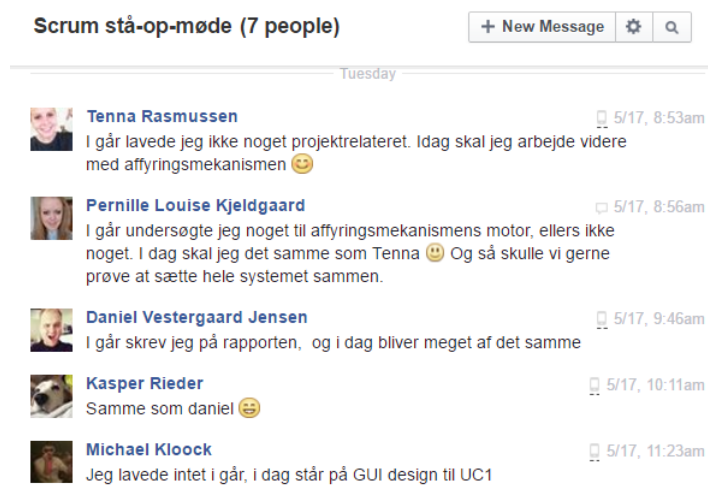 Scrum stå-op-møde (7 people)
+ New Message
Tuesday
Tenna Rasmussen
5/17, 8:53am
I går lavede jeg ikke noget projektrelateret. Idag skal jeg arbejde videre
med affyringsmekanismen 😊
Pernille Louise Kjeldgaard
5/17, 8:56am
I går undersøgte jeg noget til affyringsmekanismens motor, ellers ikke
noget. I dag skal jeg det samme som Tenna 😃 Og så skulle vi gerne
prøve at sætte hele systemet sammen.
Daniel Vestergaard Jensen
5/17, 9:46am
I går skrev jeg på rapporten,  og i dag bliver meget af det samme
Kasper Rieder
5/17, 10:11am
Samme som daniel 😄
Michael Kloock
5/17, 11:23am
Jeg lavede intet i går, i dag står på GUI design til UC1